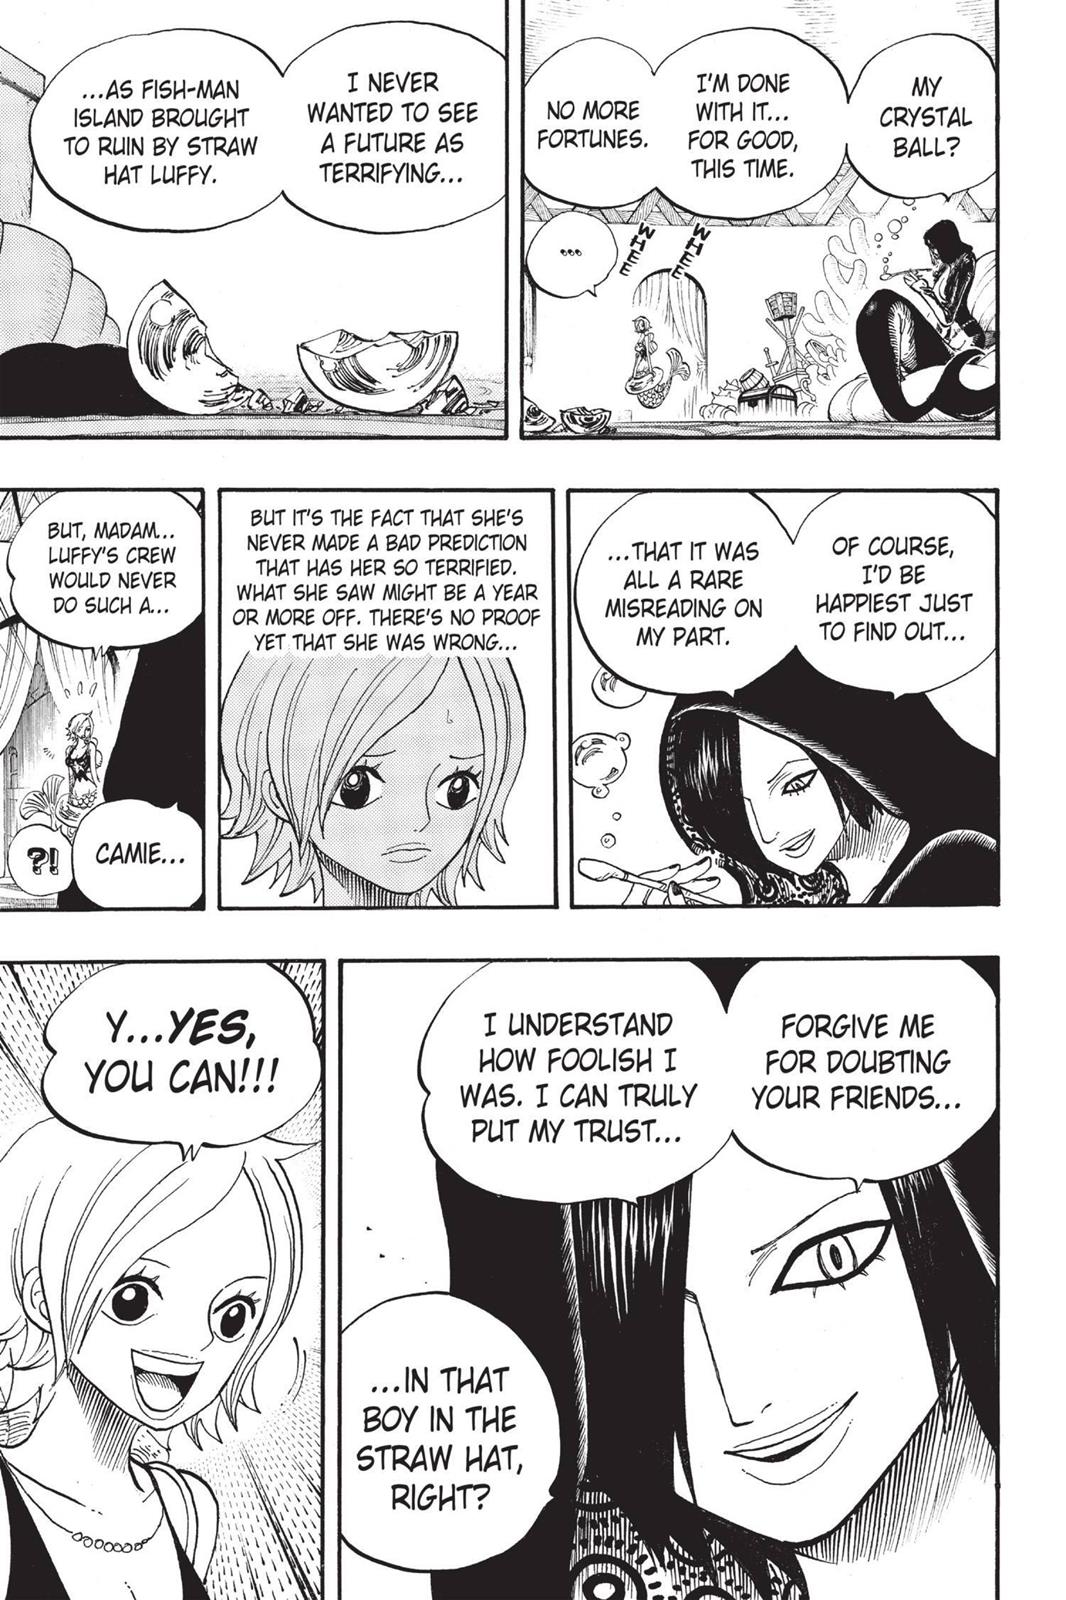 MY
CRYSTAL
BALL?
I'M DONE
WITH IT...
FOR GOOD,
THIS TIME.
NO MORE
FORTUNES.
...
WHEE
WHEE
I NEVER
WANTED TO SEE
A FUTURE AS
TERRIFYING...
...AS FISH-MAN
ISLAND BROUGHT
TO RUIN BY STRAW
HAT LUFFY.
OF COURSE,
I'D BE
HAPPIEST JUST
TO FIND OUT...
...THAT IT WAS
ALL A RARE
MISREADING ON
MY PART.
BUT IT'S THE FACT THAT SHE'S
NEVER MADE A BAD PREDICTION
THAT HAS HER SO TERRIFIED.
WHAT SHE SAW MIGHT BE A YEAR
OR MORE OFF. THERE'S NO PROOF
YET THAT SHE WAS WRONG...
BUT, MADAM...
LUFFY'S CREW
WOULD NEVER
DO SUCH A...
CAMIE...
?!
FORGIVE ME
FOR DOUBTING
YOUR FRIENDS...
I UNDERSTAND
HOW FOOLISH I
WAS. I CAN TRULY
PUT MY TRUST...
...IN THAT
BOY IN THE
STRAW HAT,
RIGHT?
Y...YES,
YOU CAN!!!